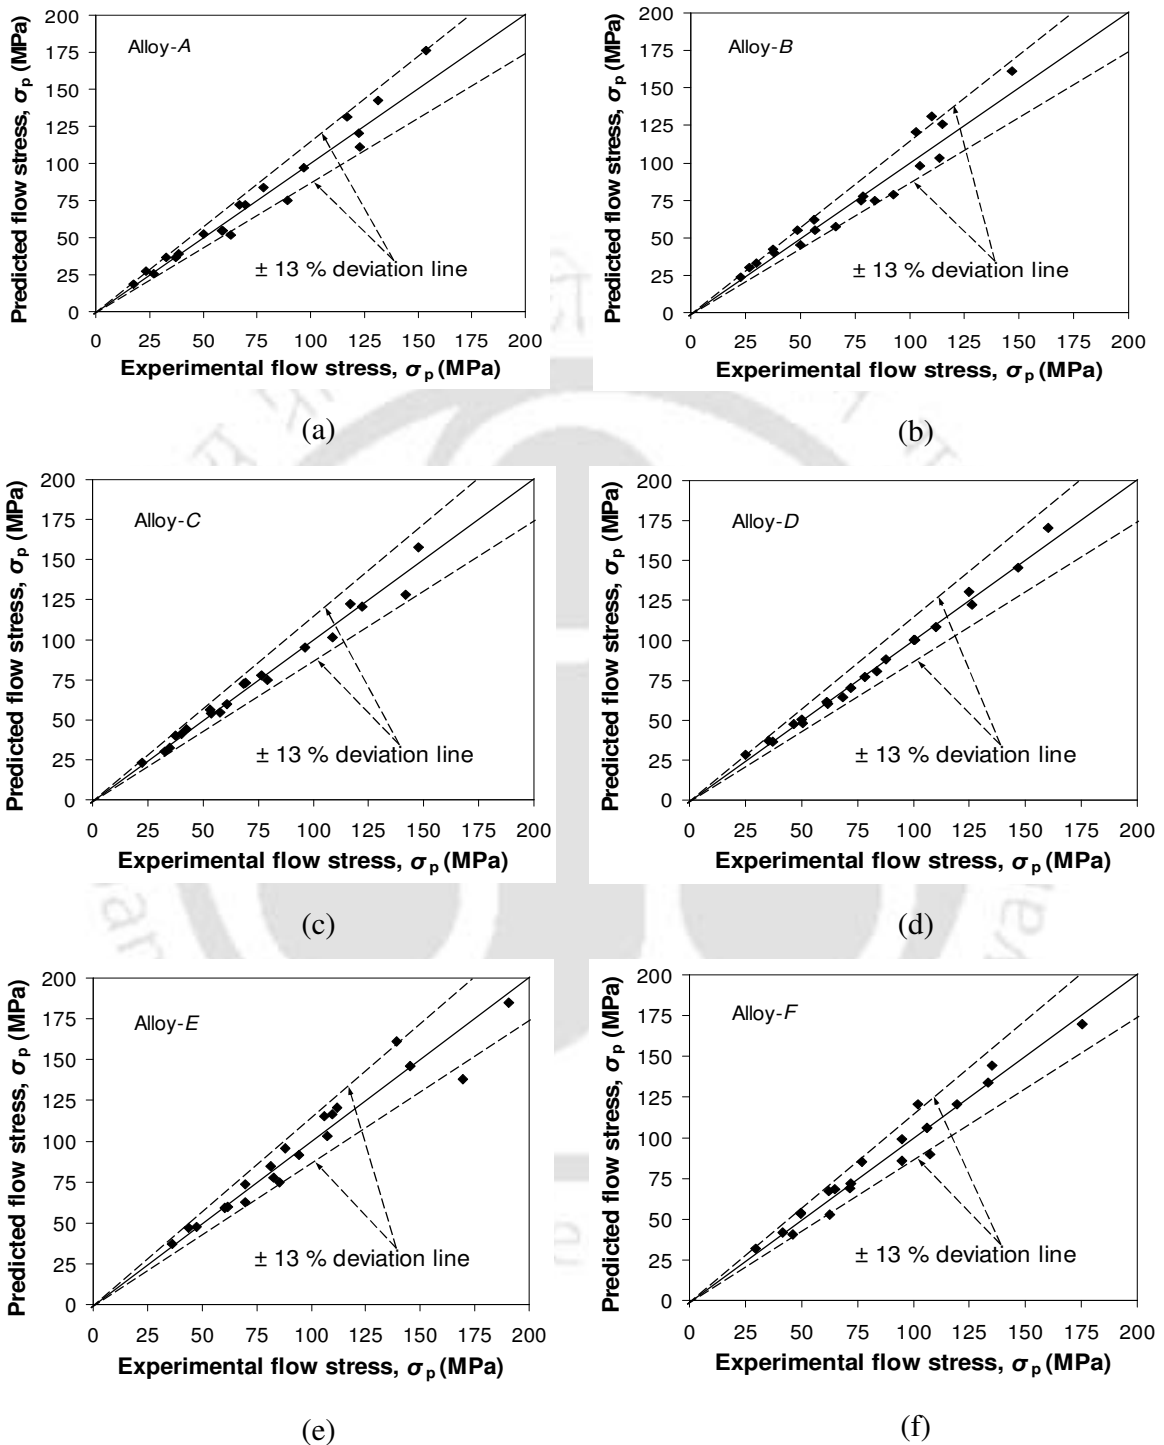 Predicted flow stress, σp (MPa)
200
175
150
125
100
75
50
25
0
Alloy-A
± 13 % deviation line
0 25 50 75 100 125 150 175 200
Experimental flow stress, σp (MPa)
(a)
Predicted flow stress, σp (MPa)
200
175
150
125
100
75
50
25
0
Alloy-B
± 13 % deviation line
0 25 50 75 100 125 150 175 200
Experimental flow stress, σp (MPa)
(b)
Predicted flow stress, σp (MPa)
200
175
150
125
100
75
50
25
0
Alloy-C
± 13 % deviation line
0 25 50 75 100 125 150 175 200
Experimental flow stress, σp (MPa)
(c)
Predicted flow stress, σp (MPa)
200
175
150
125
100
75
50
25
0
Alloy-D
± 13 % deviation line
0 25 50 75 100 125 150 175 200
Experimental flow stress, σp (MPa)
(d)
Predicted flow stress, σp (MPa)
200
175
150
125
100
75
50
25
0
Alloy-E
± 13 % deviation line
0 25 50 75 100 125 150 175 200
Experimental flow stress, σp (MPa)
(e)
Predicted flow stress, σp (MPa)
200
175
150
125
100
75
50
25
0
Alloy-F
± 13 % deviation line
0 25 50 75 100 125 150 175 200
Experimental flow stress, σp (MPa)
(f)